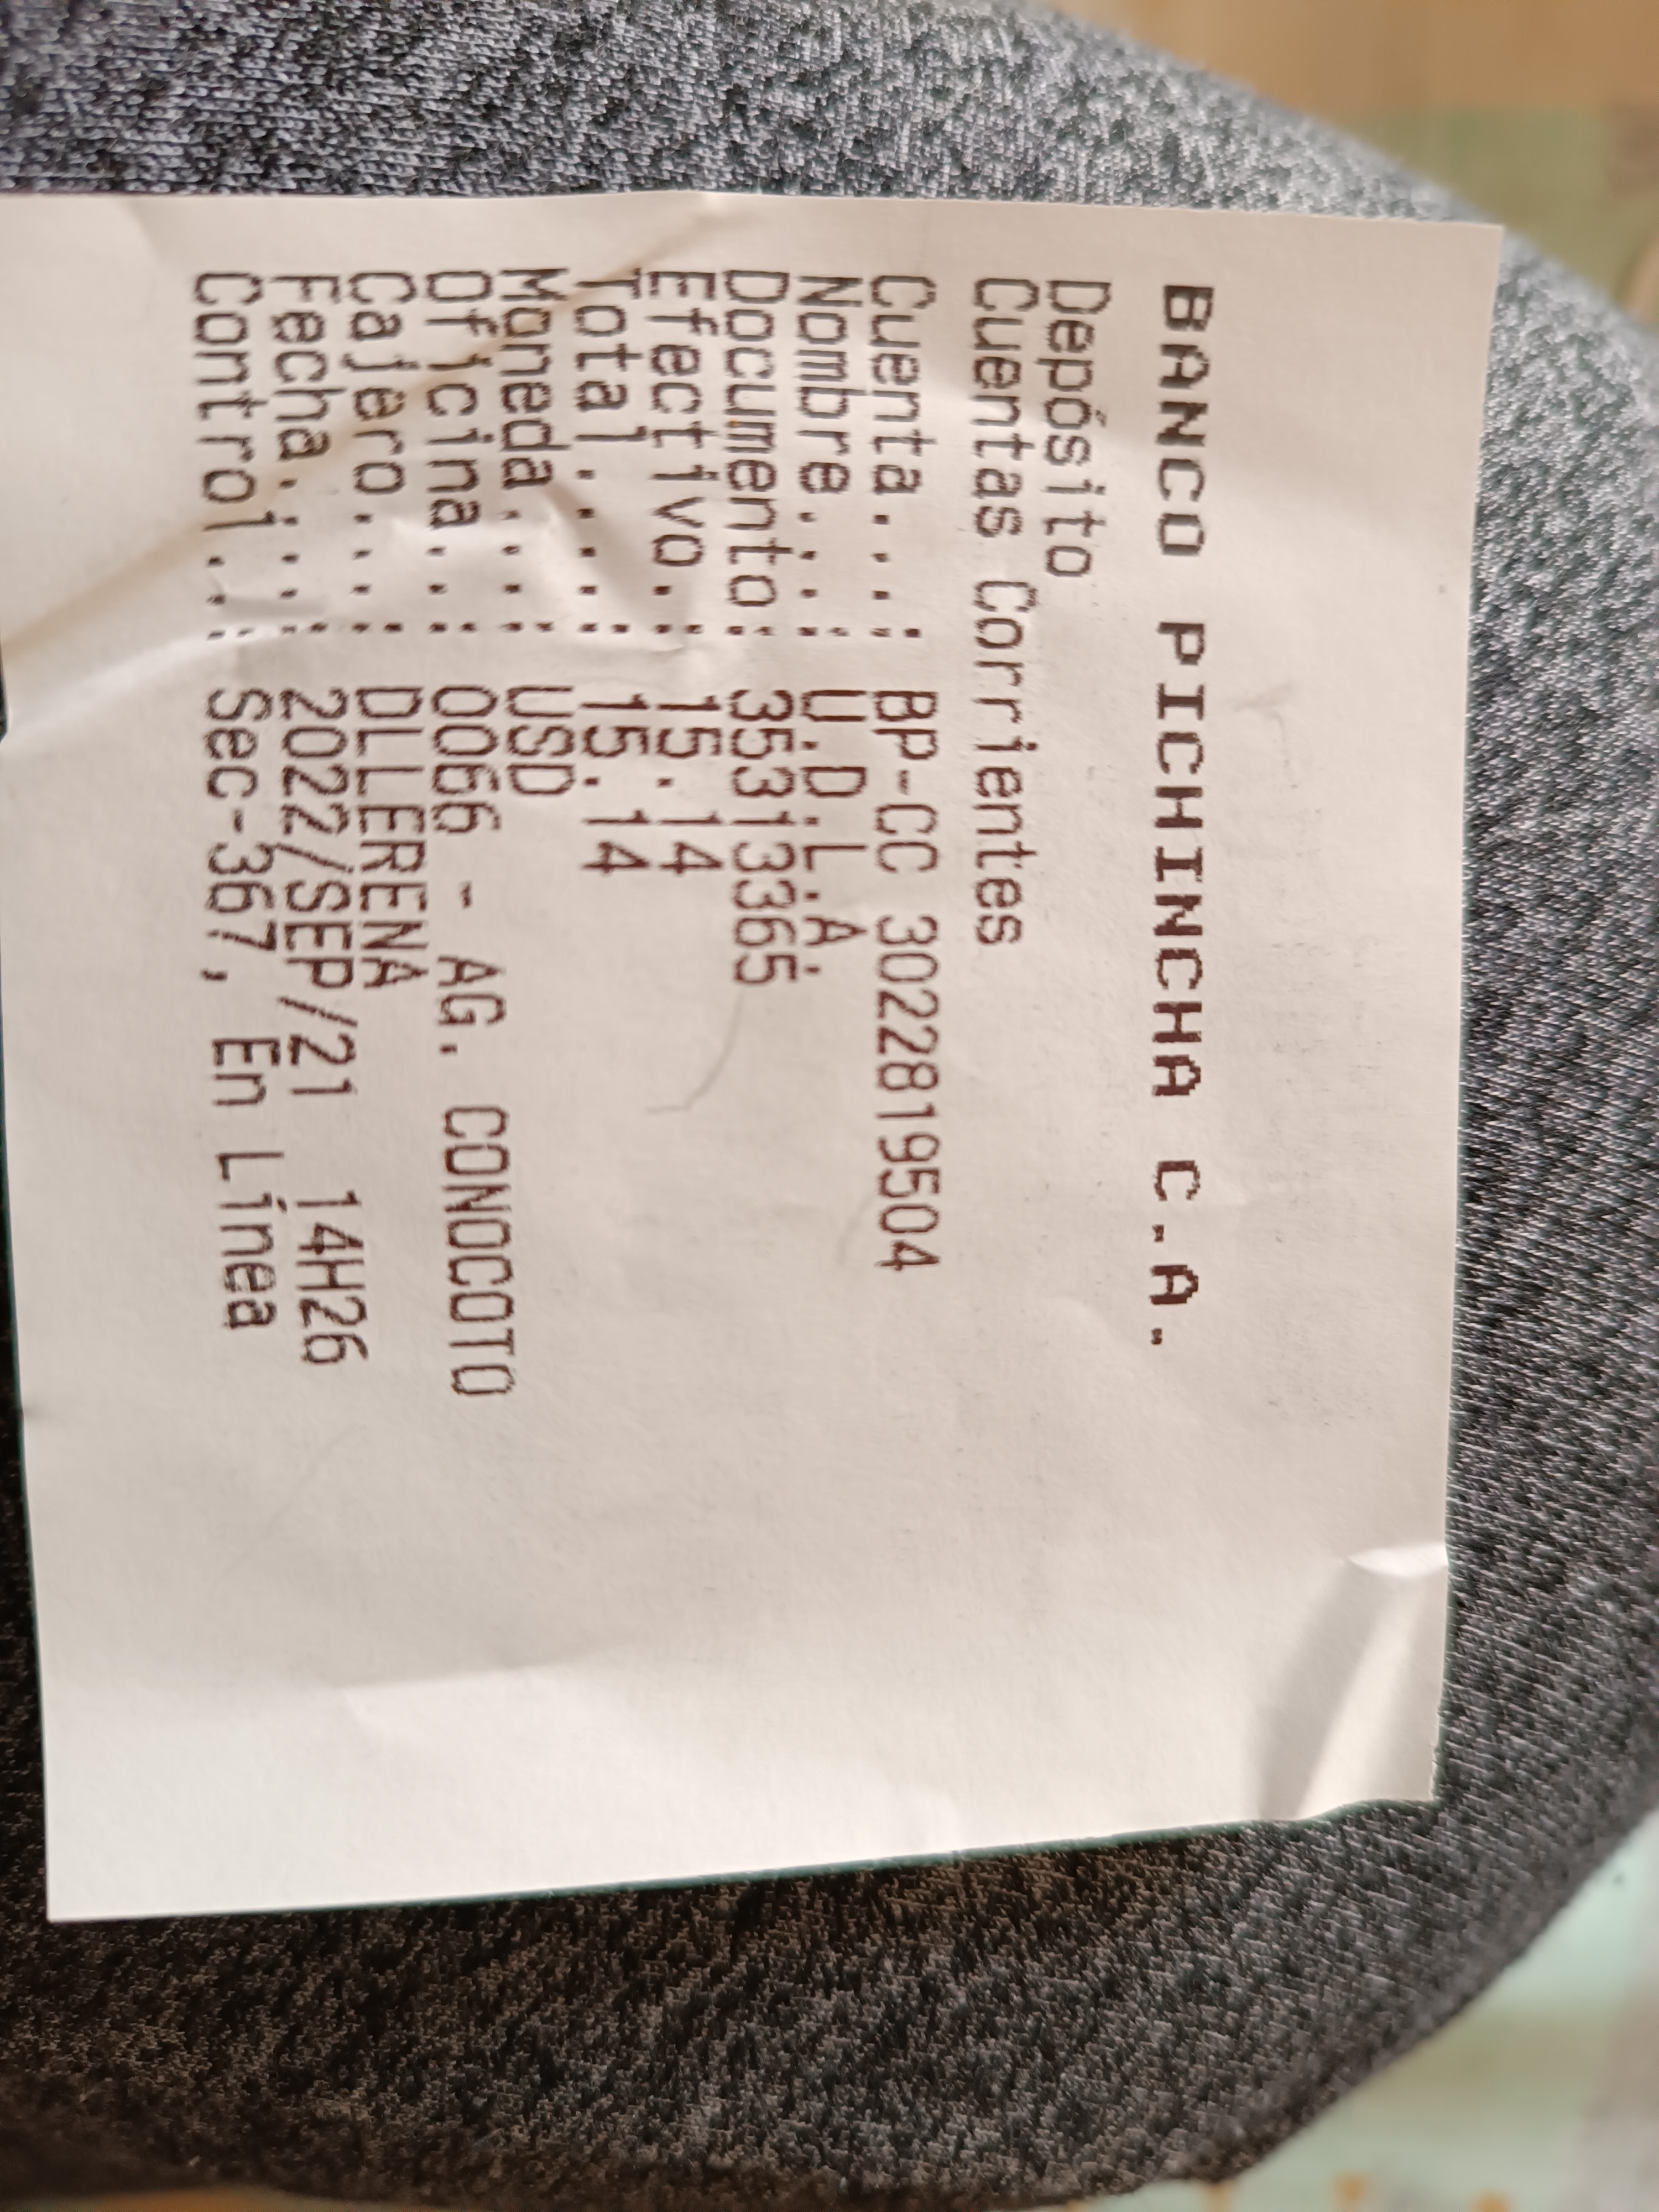 BANCO PICHINCHA C.A.
Depósito
Cuentas Corrientes
Cuenta...: BP-CC 3022819504
Nombre....: U.D.L.A.
Documento: 35313365
Efectivo.: 15.14
Total.....: 15.14
Moneda....: USD
Oficina...: 0066 - AG. CONOCOTO
Cajero....: DLLERENA
Fecha.....: 2022/SEP/21 14H26
Control...: Sec-367, En Línea